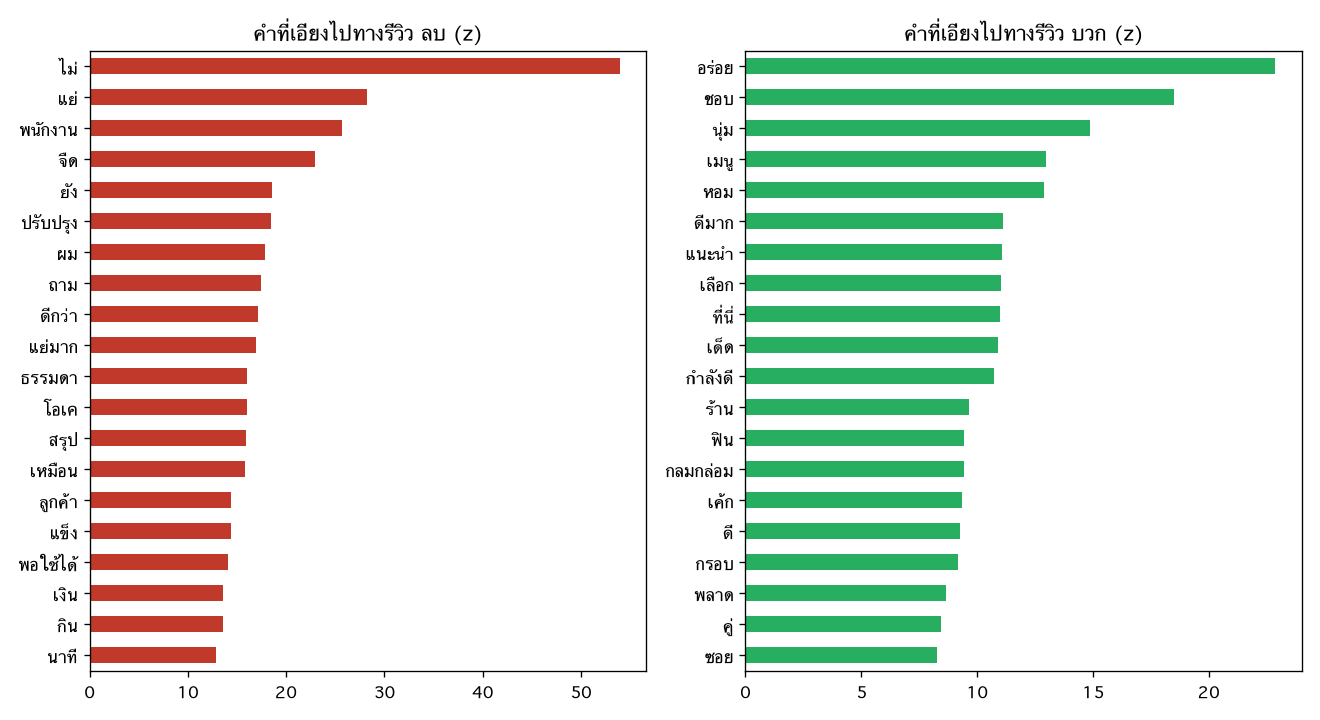 คำที่เอียงไปทางรีวิว ลบ (z)
ไม่
แย่
พนักงาน
จืด
ยัง
ปรับปรุง
ผม
ถาม
ดีกว่า
แย่มาก
ธรรมดา
โอเค
สรุป
เหมือน
ลูกค้า
แข็ง
พอใช้ได้
เงิน
กิน
นาที
0 10 20 30 40 50
คำที่เอียงไปทางรีวิว บวก (z)
อร่อย
ชอบ
นุ่ม
เมนู
หอม
ดีมาก
แนะนำ
เลือก
ที่นี่
เด็ด
กำลังดี
ร้าน
ฟิน
กลมกล่อม
เค้ก
ดี
กรอบ
พลาด
คู่
ซอย
0 5 10 15 20